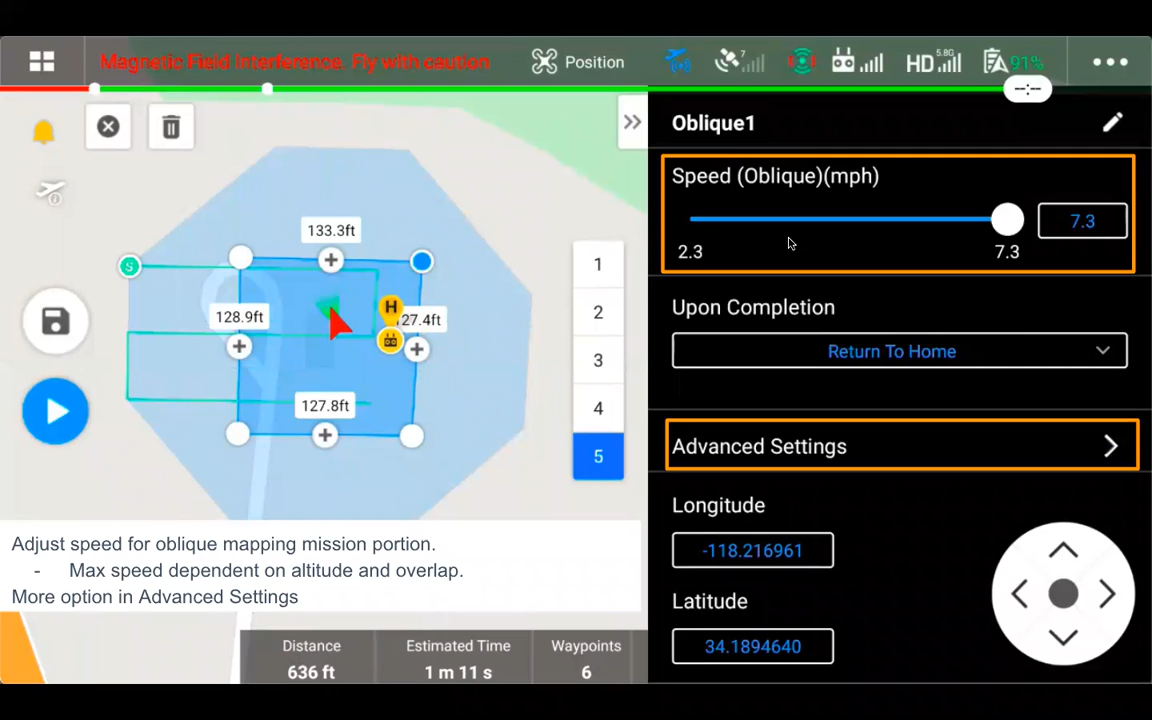 Magnetic Field Interference. Fly with caution
Position
7
HD 5.8G
91%
--:--
Oblique1
Speed (Oblique)(mph)
7.3
2.3
7.3
Upon Completion
Return To Home
Advanced Settings
Longitude
-118.216961
Latitude
34.1894640
S
133.3ft
128.9ft
H
27.4ft
127.8ft
1
2
3
4
5
Adjust speed for oblique mapping mission portion.
- Max speed dependent on altitude and overlap.
More option in Advanced Settings
Distance
636 ft
Estimated Time
1 m 11 s
Waypoints
6